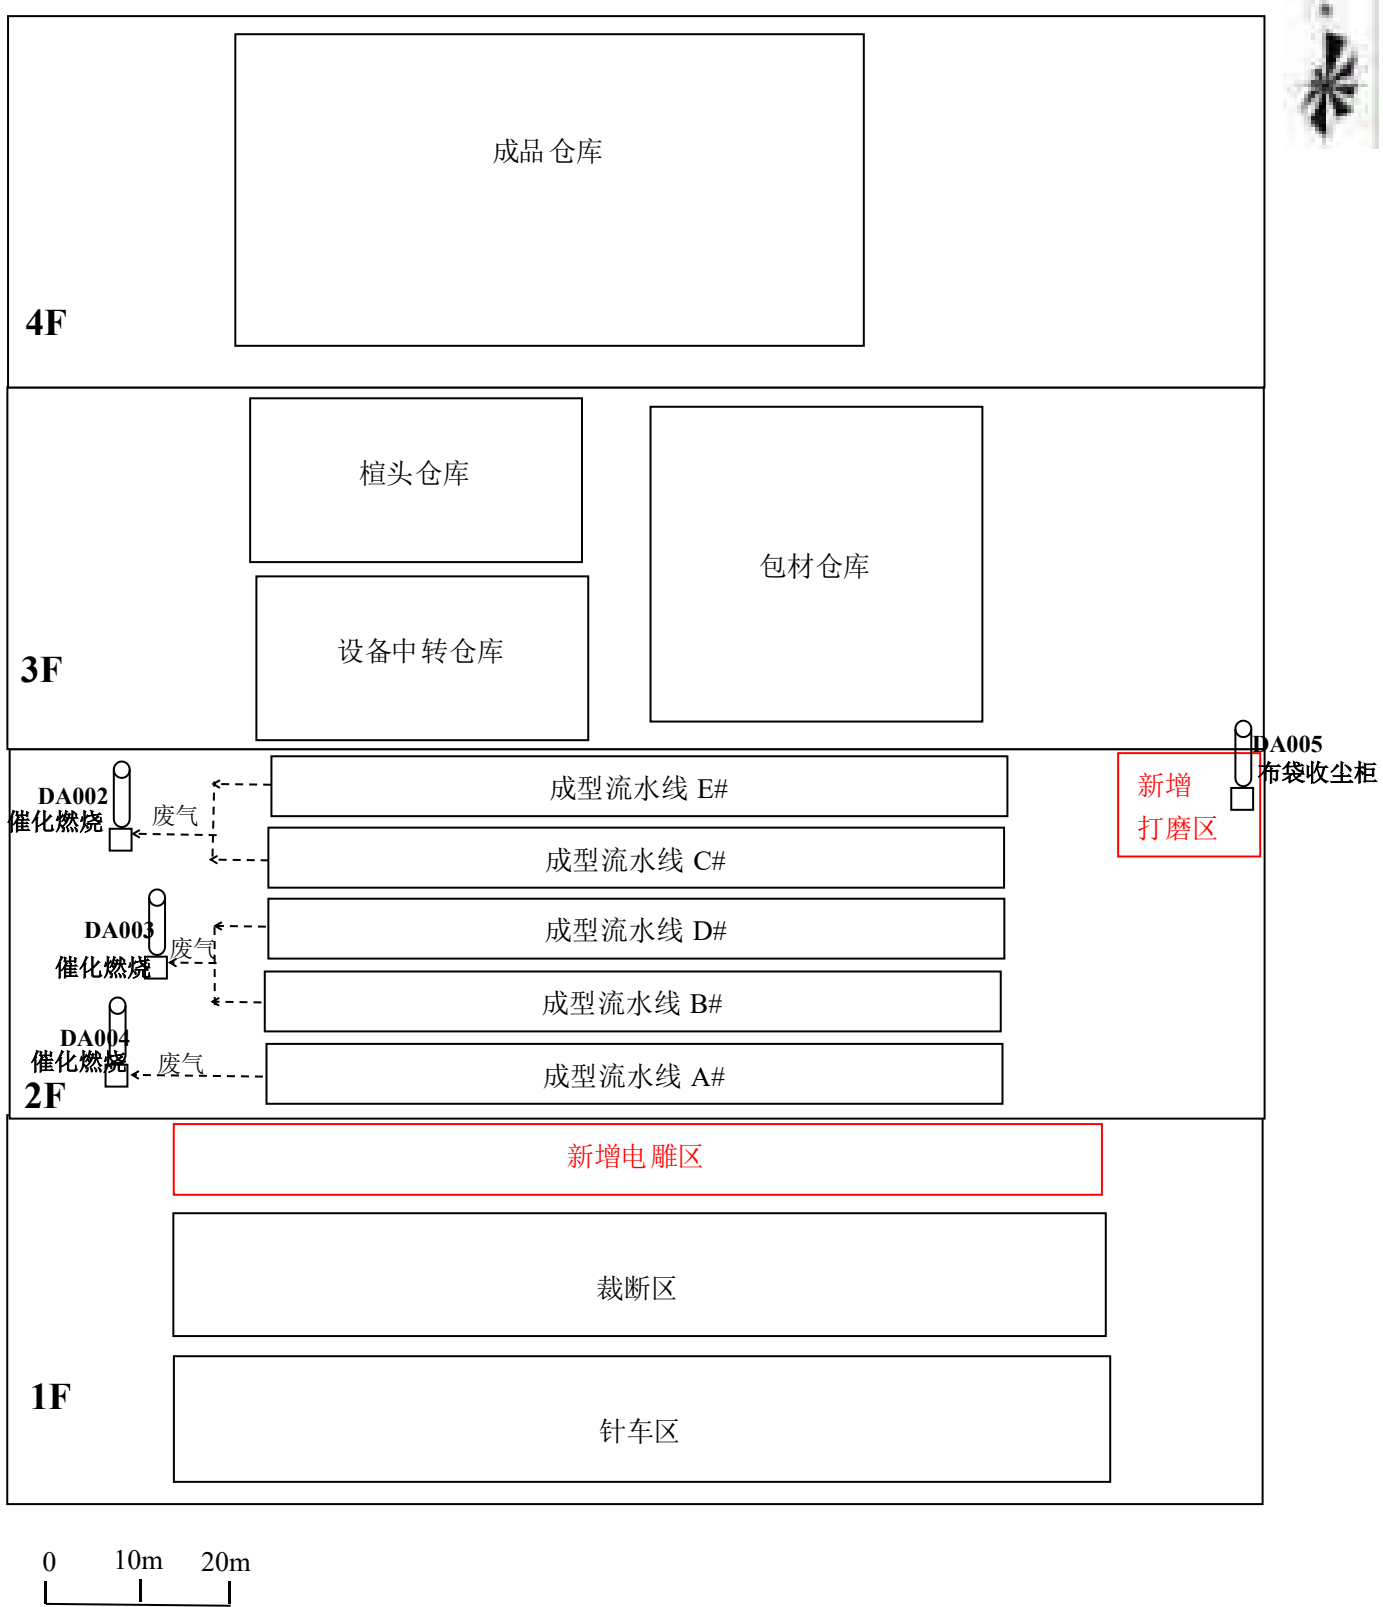 成品仓库
4F
楦头仓库
包材仓库
设备中转仓库
3F
DA005
布袋收尘柜
新增
打磨区
成型流水线 E#
DA002
催化燃烧
废气
成型流水线 C#
成型流水线 D#
DA003
催化燃烧
废气
成型流水线 B#
DA004
催化燃烧
废气
成型流水线 A#
2F
新增电雕区
裁断区
1F
针车区
0 10m 20m